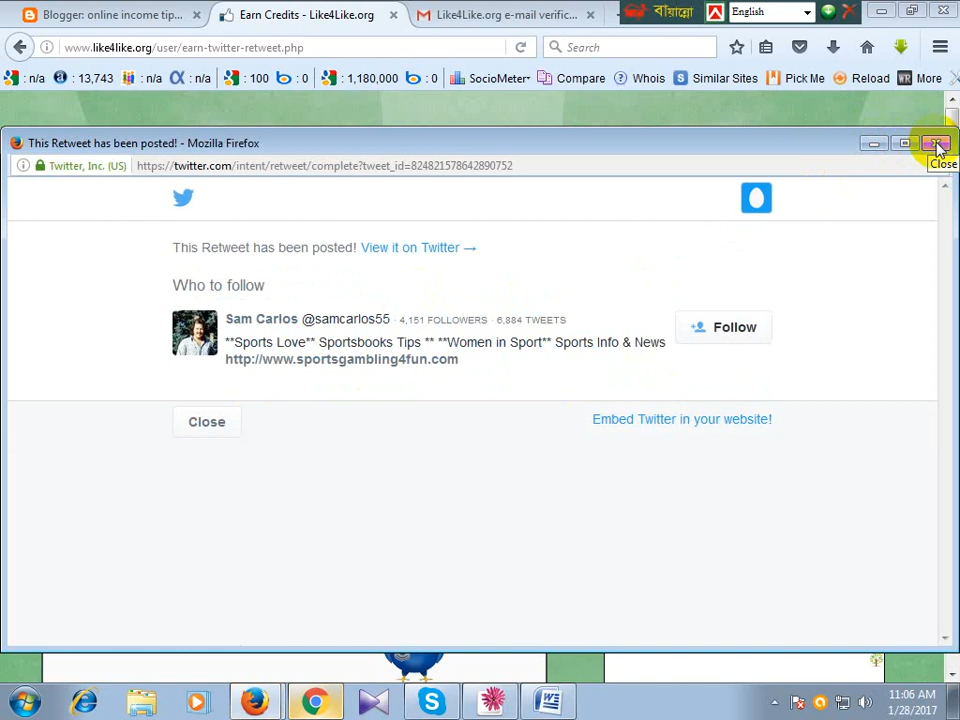 Blogger: online income tip...
Earn Credits - Like4Like.org
Like4Like.org e-mail verific...
বায়ান্নো
English
www.like4like.org/user/earn-twitter-retweet.php
Search
: n/a
: 13,743
: n/a
: n/a
: 100
: 0
: 1,180,000
: 0
SocioMeter
Compare
Whois
Similar Sites
Pick Me
Reload
More
This Retweet has been posted! - Mozilla Firefox
Twitter, Inc. (US)
https://twitter.com/intent/retweet/complete?tweet_id=824821578642890752
Close
This Retweet has been posted! View it on Twitter →
Who to follow
Sam Carlos @samcarlos55 · 4,151 FOLLOWERS · 6,884 TWEETS
**Sports Love** Sportsbooks Tips ** **Women in Sport** Sports Info & News
http://www.sportsgambling4fun.com
Follow
Close
Embed Twitter in your website!
11:06 AM
1/28/2017